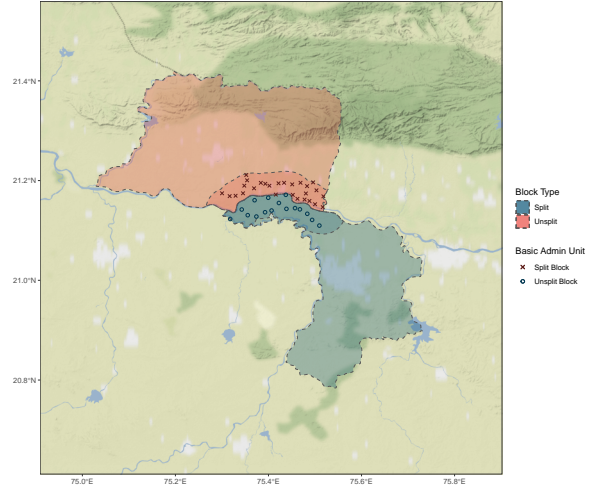 21.4°N
21.2°N
21.0°N
20.8°N
75.0°E 75.2°E 75.4°E 75.6°E 75.8°E
Block Type
Split
Unsplit
Basic Admin Unit
Split Block
Unsplit Block